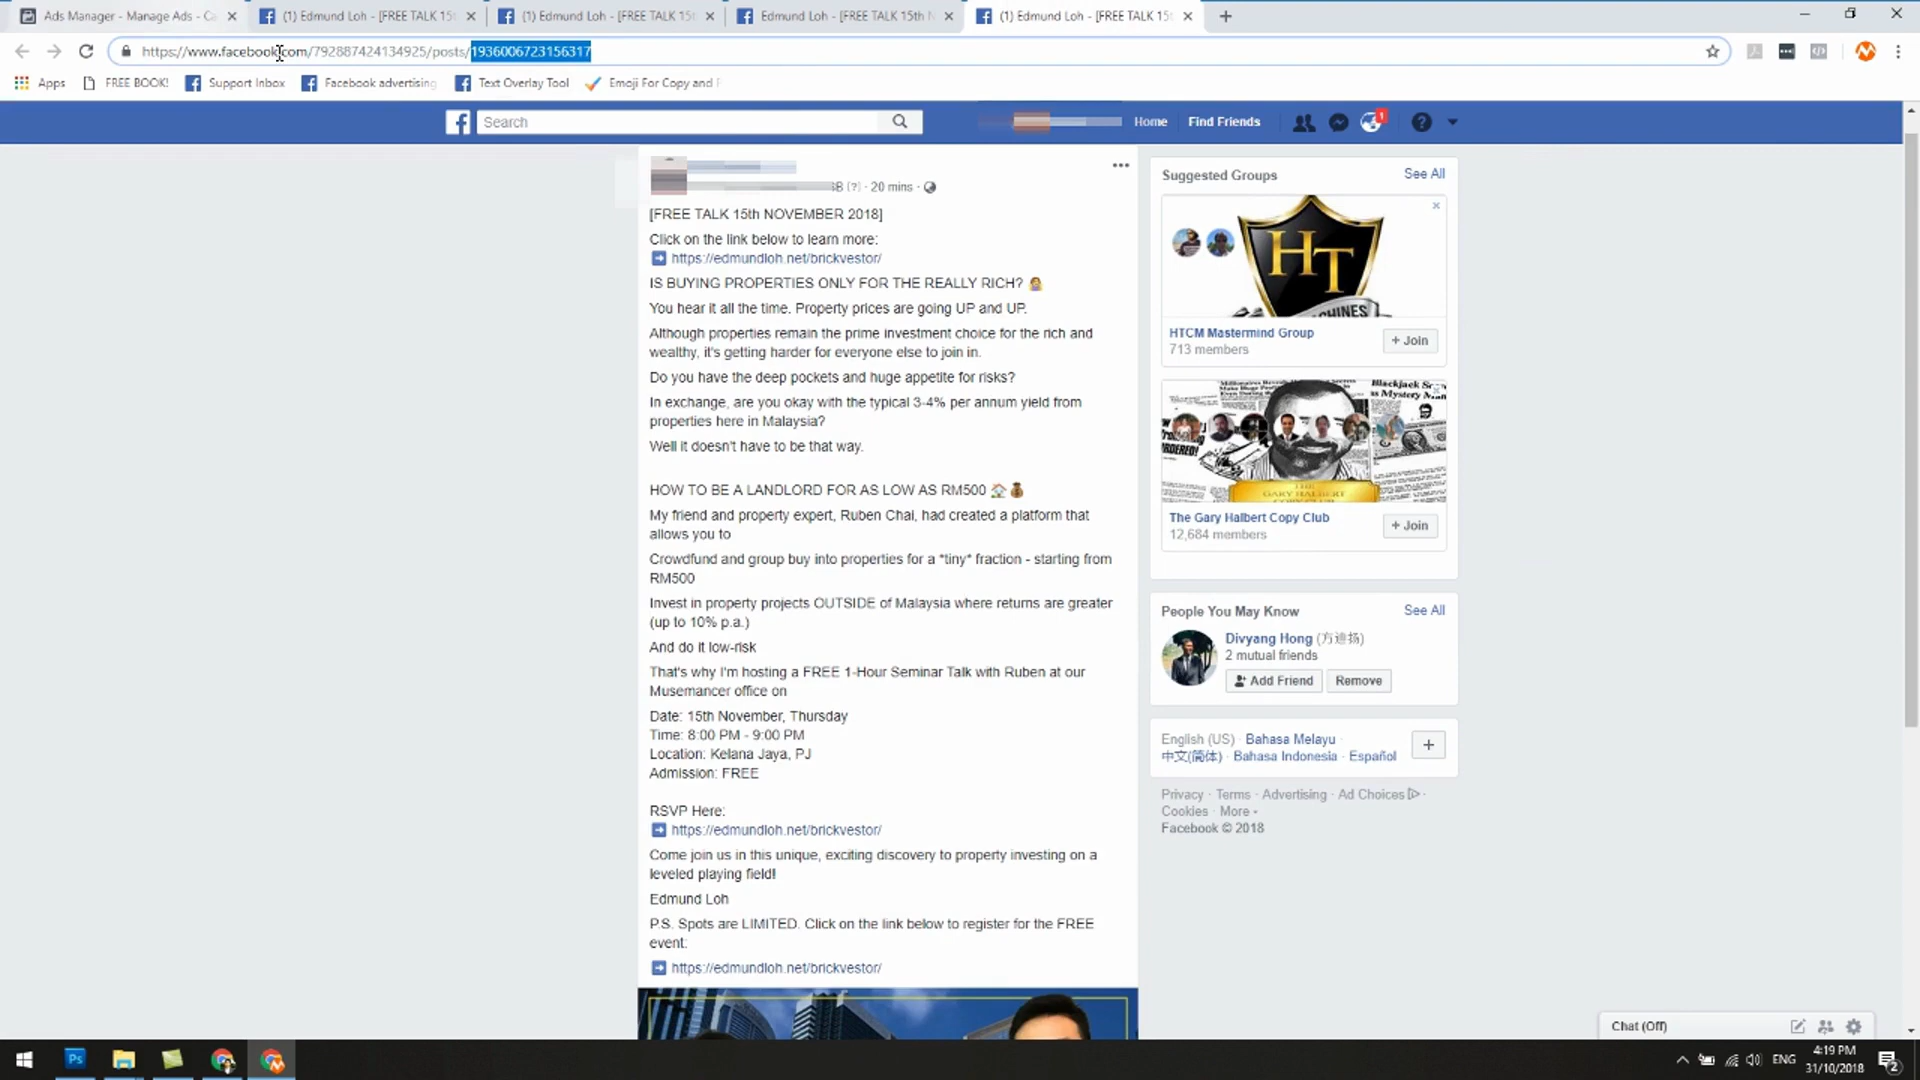 Ads Manager - Manage Ads - Ca
(1) Edmund Loh - [FREE TALK 15t
(1) Edmund Loh - [FREE TALK 15t
Edmund Loh - [FREE TALK 15th N
(1) Edmund Loh - [FREE TALK 15t
https://www.facebook.com/792887424134925/posts/1936006723156317
Apps
FREE BOOK!
Support Inbox
Facebook advertising
Text Overlay Tool
Emoji For Copy and P
Search
Home
Find Friends
1
(?) · 20 mins ·
[FREE TALK 15th NOVEMBER 2018]
Click on the link below to learn more:
https://edmundloh.net/brickvestor/
IS BUYING PROPERTIES ONLY FOR THE REALLY RICH?
You hear it all the time. Property prices are going UP and UP.
Although properties remain the prime investment choice for the rich and
wealthy, it's getting harder for everyone else to join in.
Do you have the deep pockets and huge appetite for risks?
In exchange, are you okay with the typical 3-4% per annum yield from
properties here in Malaysia?
Well it doesn't have to be that way.
HOW TO BE A LANDLORD FOR AS LOW AS RM500
My friend and property expert, Ruben Chai, had created a platform that
allows you to
Crowdfund and group buy into properties for a *tiny* fraction - starting from
RM500
Invest in property projects OUTSIDE of Malaysia where returns are greater
(up to 10% p.a.)
And do it low-risk
That's why I'm hosting a FREE 1-Hour Seminar Talk with Ruben at our
Musemancer office on
Date: 15th November, Thursday
Time: 8:00 PM - 9:00 PM
Location: Kelana Jaya, PJ
Admission: FREE
RSVP Here:
https://edmundloh.net/brickvestor/
Come join us in this unique, exciting discovery to property investing on a
leveled playing field!
Edmund Loh
P.S. Spots are LIMITED. Click on the link below to register for the FREE
event:
https://edmundloh.net/brickvestor/
Suggested Groups
See All
HT
HTCM Mastermind Group
713 members
+ Join
THE
GARY HALBERT
COPY CLUB
The Gary Halbert Copy Club
12,684 members
+ Join
People You May Know
See All
Divyang Hong (方迪扬)
2 mutual friends
Add Friend
Remove
English (US) · Bahasa Melayu ·
中文(简体) · Bahasa Indonesia · Español
Privacy · Terms · Advertising · Ad Choices ·
Cookies · More
Facebook © 2018
Chat (Off)
Ps
ENG
4:19 PM
31/10/2018
2